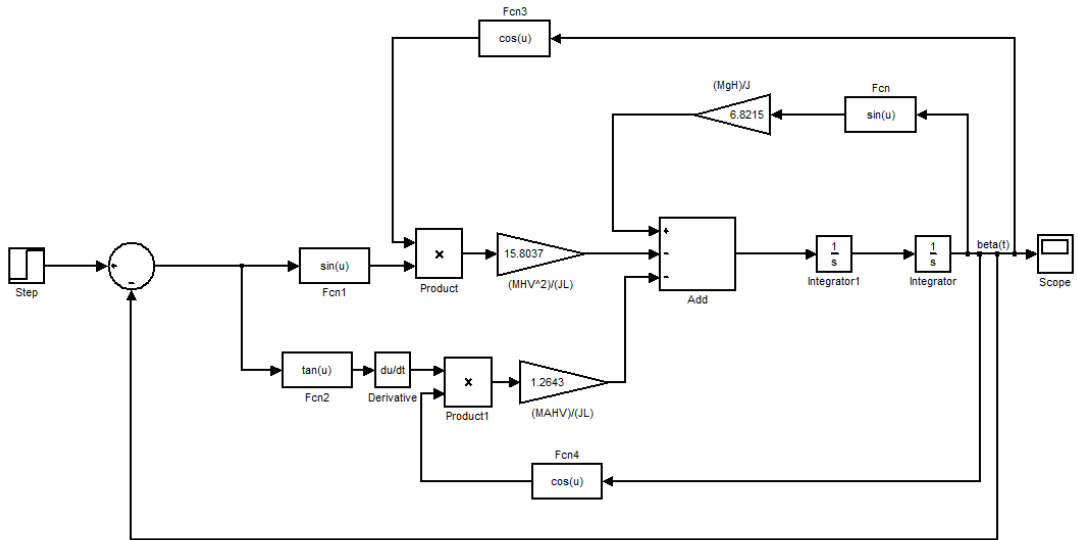 Fcn3
cos(u)
(MgH)/J
6.8215
Fcn
sin(u)
Step
+
-
sin(u)
Fcn1
×
Product
15.8037
(MHV^2)/(JL)
+
-
-
Add
1
s
Integrator1
1
s
Integrator
beta(t)
Scope
tan(u)
Fcn2
du/dt
Derivative
×
Product1
1.2643
(MAHV)/(JL)
Fcn4
cos(u)